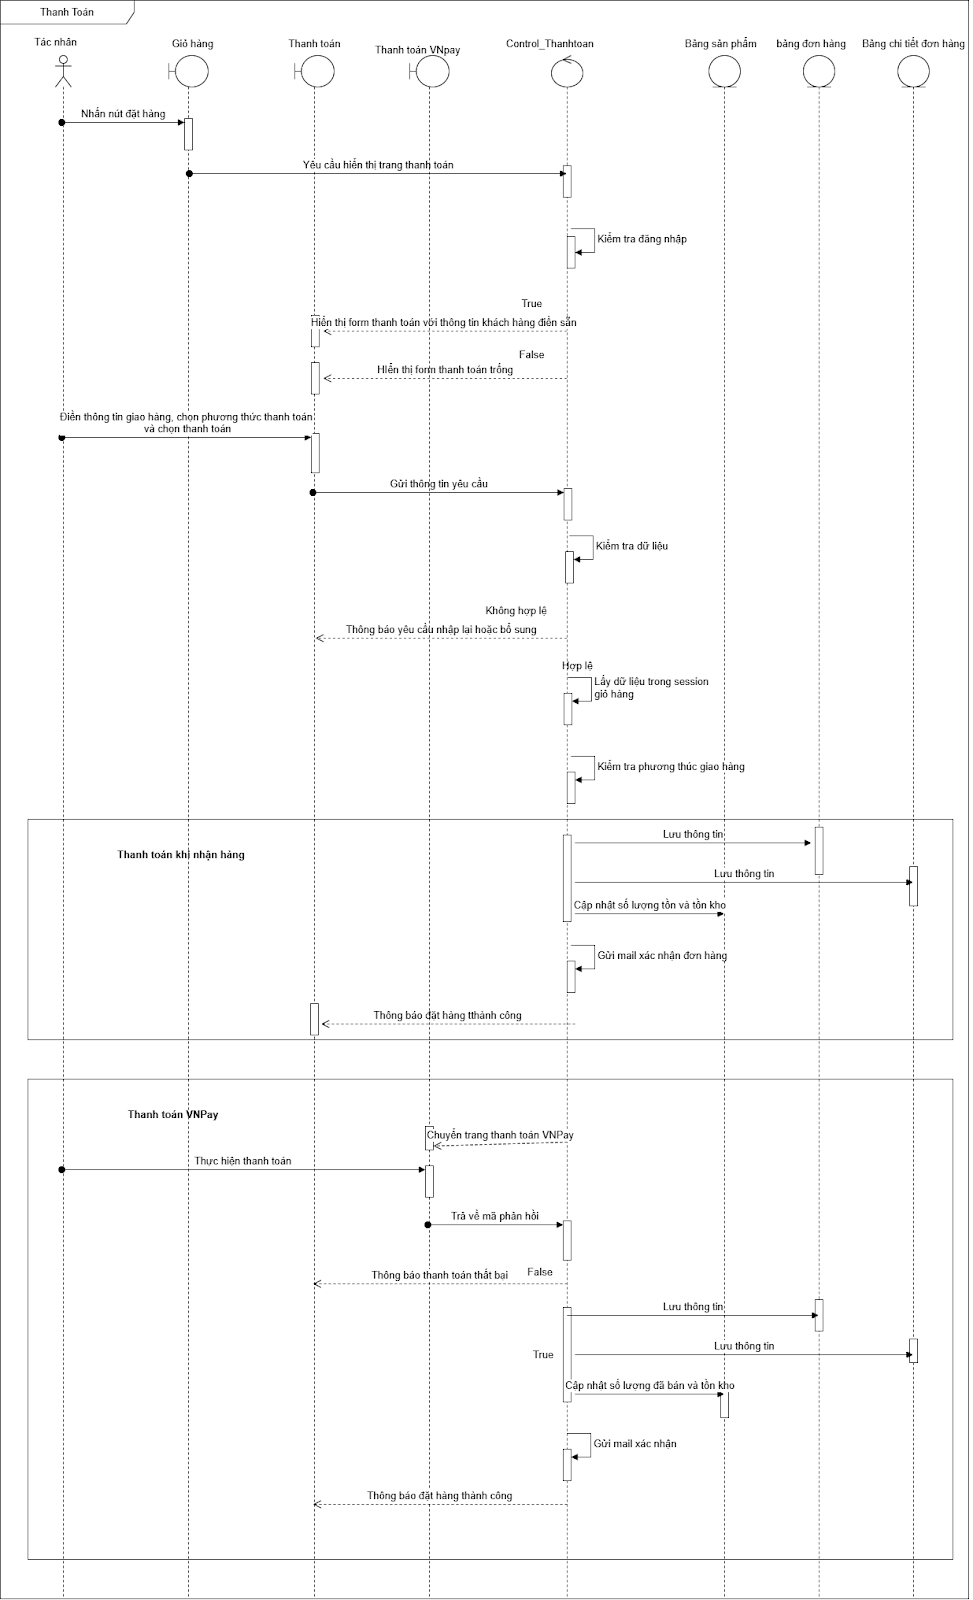 Thanh Toán
Tác nhân
Giỏ hàng
Thanh toán
Thanh toán VNpay
Control_Thanhtoan
Bảng sản phẩm
bảng đơn hàng
Bảng chi tiết đơn hàng
Nhấn nút đặt hàng
Yêu cầu hiển thị trang thanh toán
Kiểm tra đăng nhập
True
Hiển thị form thanh toán với thông tin khách hàng điền sẵn
False
HIển thị form thanh toán trống
Điền thông tin giao hàng, chọn phương thức thanh toán
và chọn thanh toán
Gửi thông tin yêu cầu
Kiểm tra dữ liệu
Không hợp lệ
Thông báo yêu cầu nhập lại hoặc bổ sung
Hợp lệ
Lấy dữ liệu trong session
giỏ hàng
Kiểm tra phương thúc giao hàng
Lưu thông tin
Thanh toán khi nhận hàng
Lưu thông tin
Cập nhật số lượng tồn và tồn kho
Gửi mail xác nhận đơn hàng
Thông báo đặt hàng tthành công
Thanh toán VNPay
Chuyển trang thanh toán VNPay
Thực hiện thanh toán
Trả về mã phản hồi
False
Thông báo thanh toán thất bại
Lưu thông tin
Lưu thông tin
True
Cập nhật số lượng đã bán và tồn kho
Gửi mail xác nhận
Thông báo đặt hàng thành công